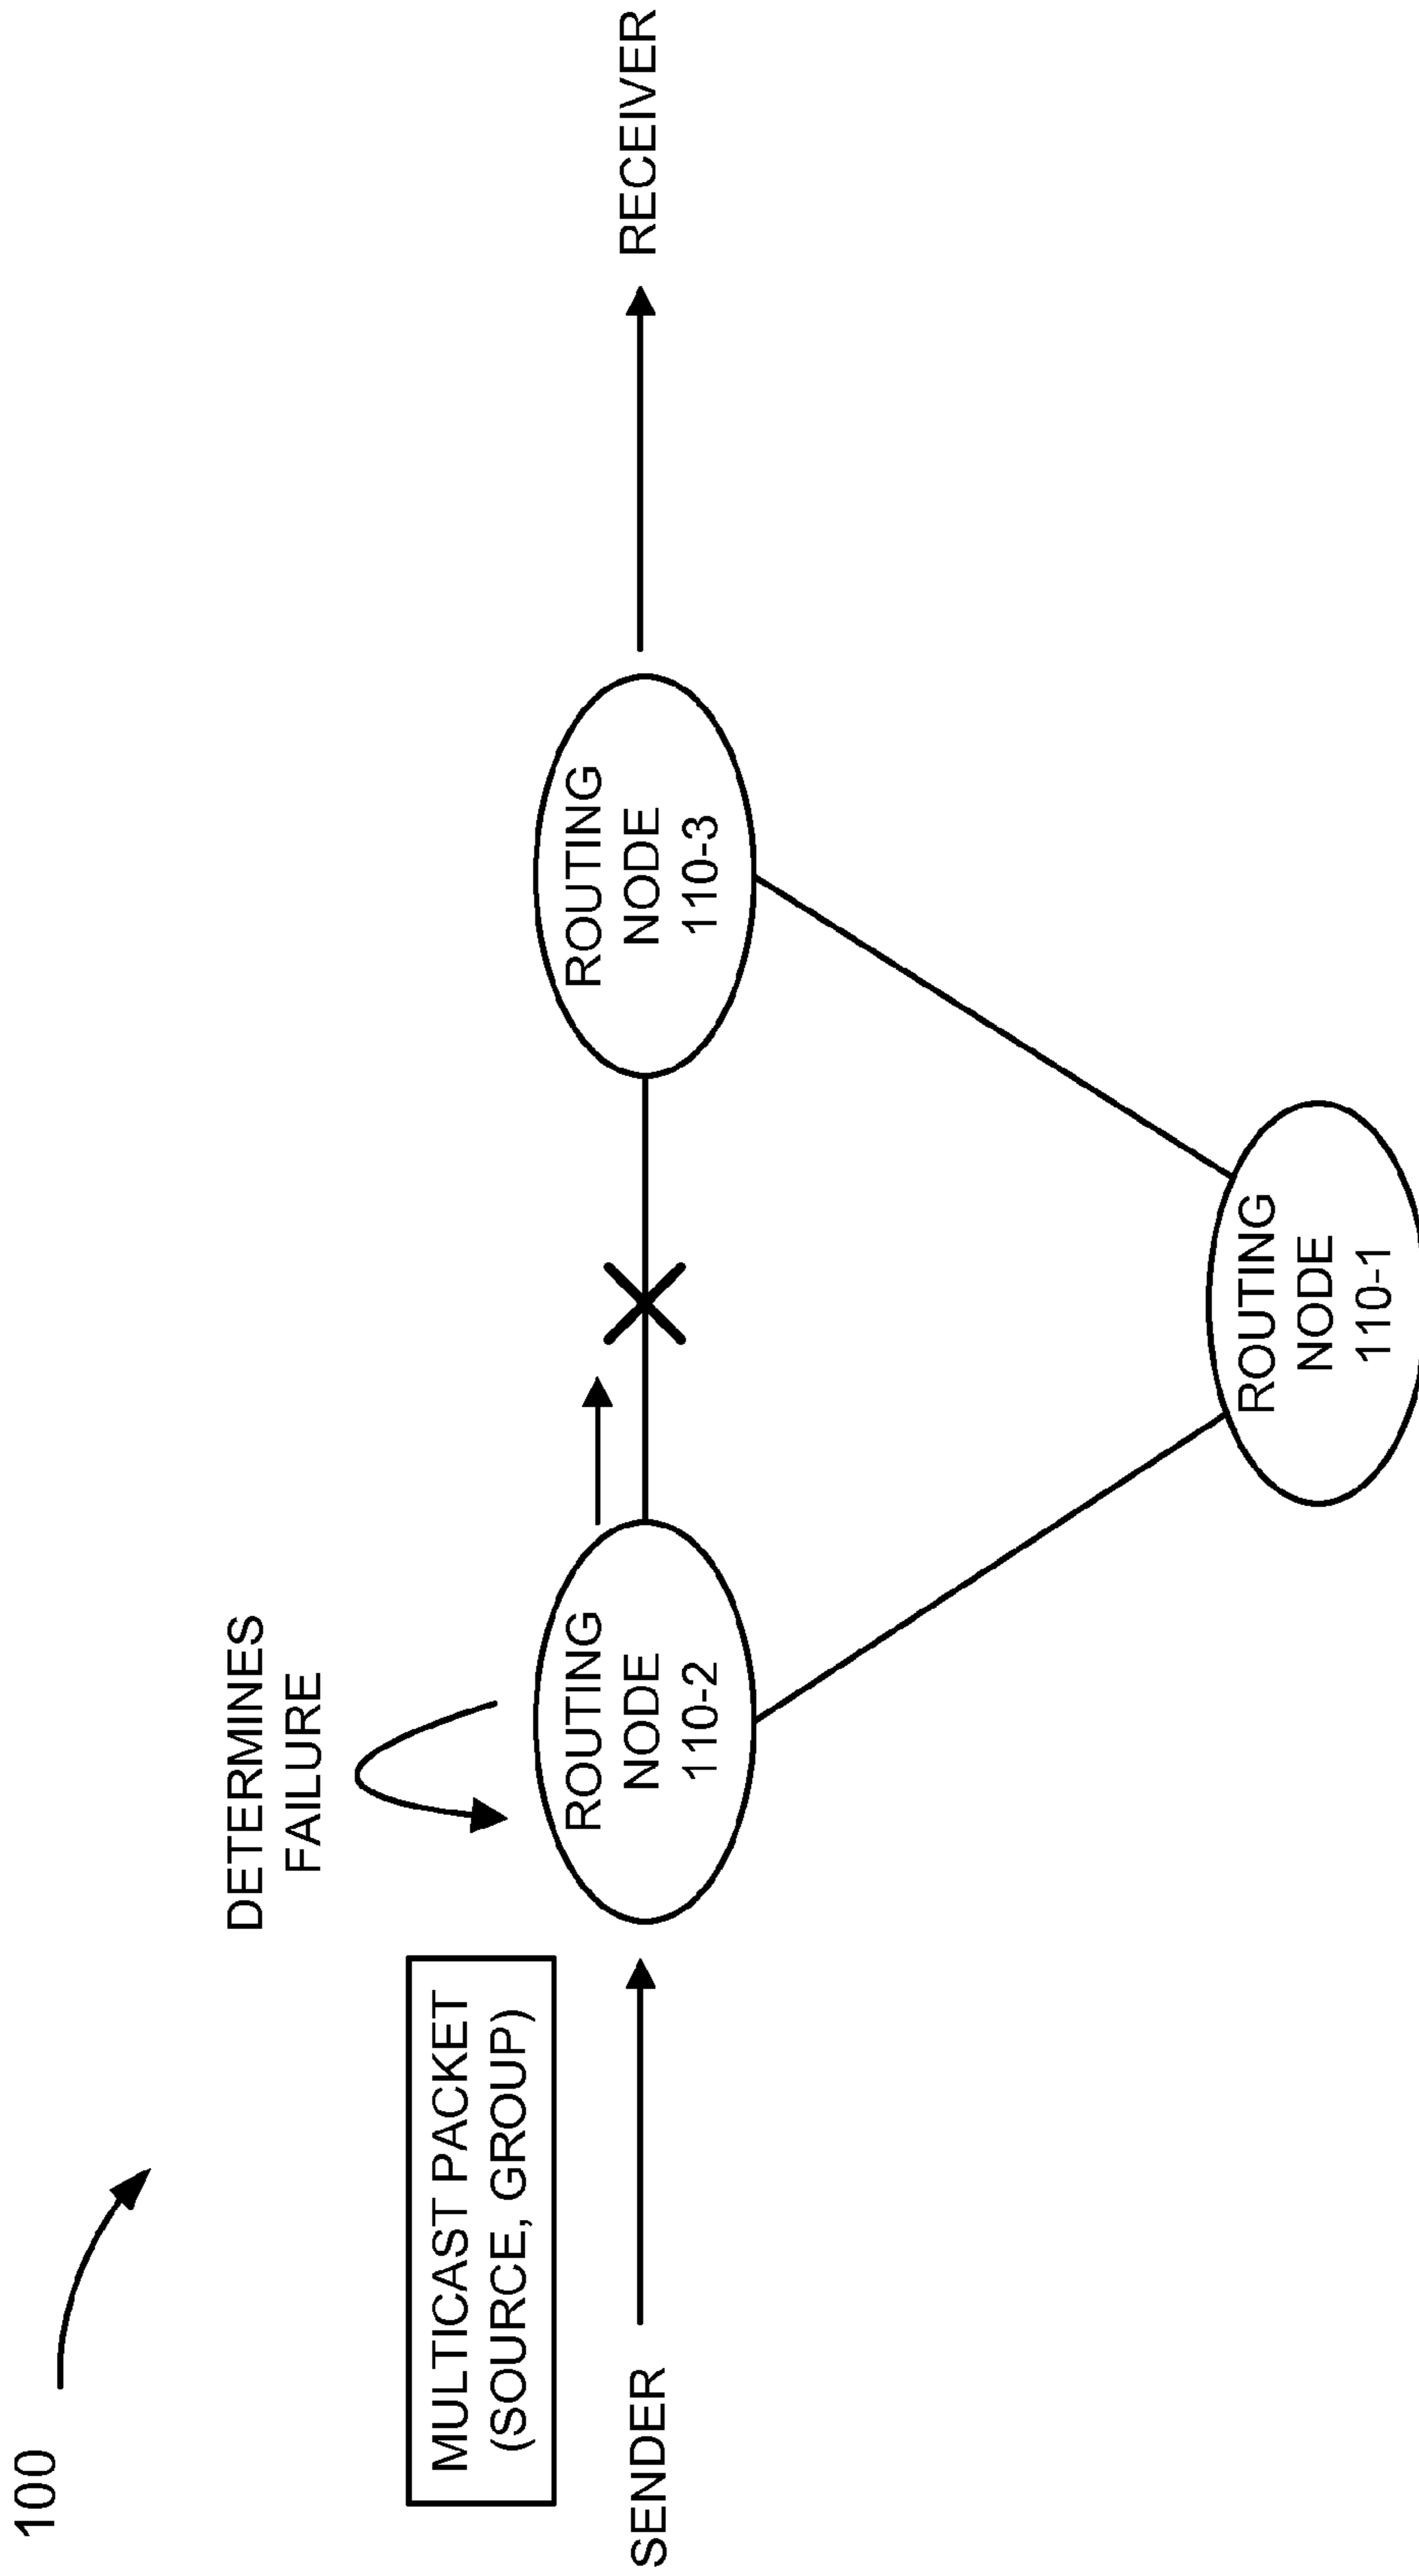 100
MULTICAST PACKET
(SOURCE, GROUP)
DETERMINES
FAILURE
SENDER
ROUTING
NODE
110-2
ROUTING
NODE
110-3
RECEIVER
ROUTING
NODE
110-1